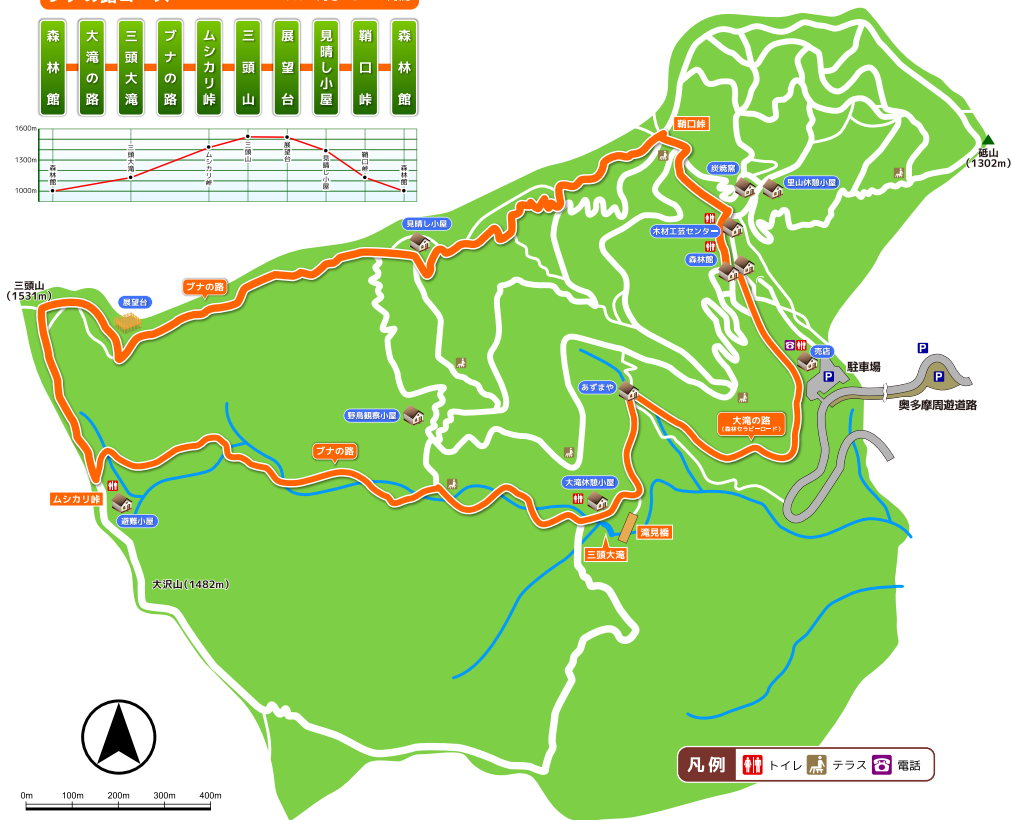 森林館
大滝の路
三頭大滝
ブナの路
ムシカリ峠
三頭山
展望台
見晴し小屋
鞘口峠
森林館
1600m
1300m
1000m
森林館
三頭大滝
ムシカリ峠
三頭山
展望台
見晴し小屋
鞘口峠
森林館
鞘口峠
砥山
(1302m)
炭焼窯
里山休憩小屋
木材工芸センター
森林館
見晴し小屋
三頭山
(1531m)
ブナの路
展望台
売店
P
駐車場
P
P
奥多摩周遊道路
あずまや
大滝の路
(森林セラピーロード)
野鳥観察小屋
ブナの路
大滝休憩小屋
ムシカリ峠
避難小屋
滝見橋
三頭大滝
大沢山(1482m)
凡例
トイレ
テラス
電話
0m 100m 200m 300m 400m